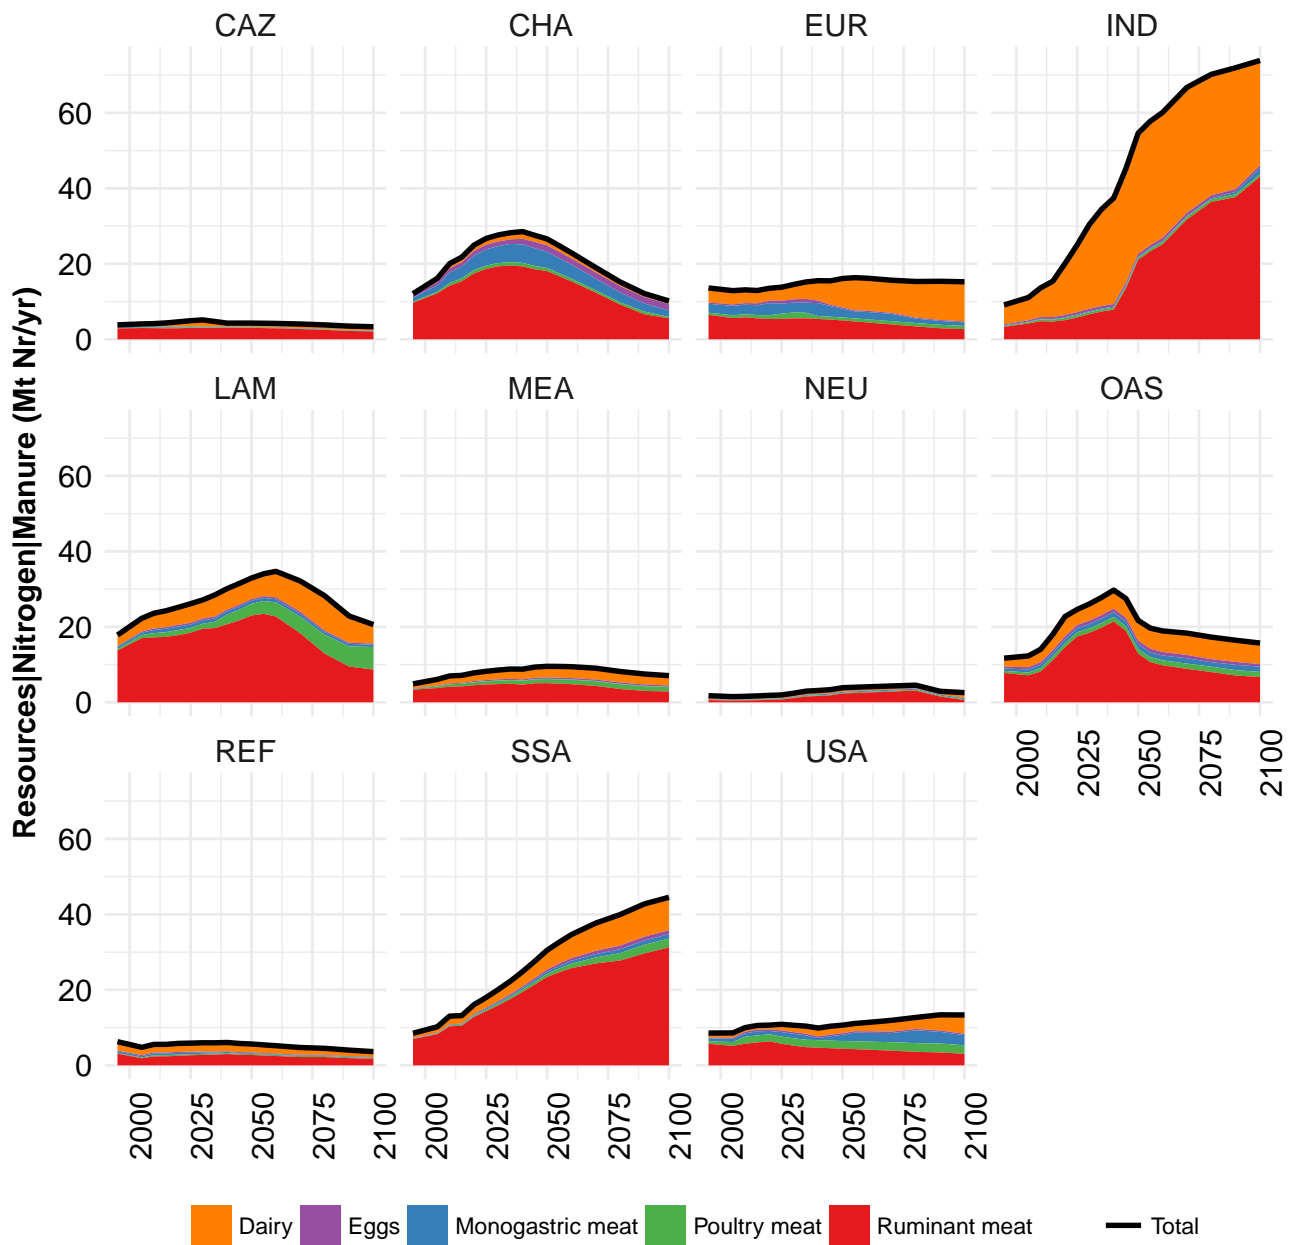 CAZ CHA EUR IND
60
40
20
0
LAM MEA NEU OAS
60
40
20
0
2000 2025 2050 2075 2100
REF SSA USA
60
40
20
0
2000 2025 2050 2075 2100 2000 2025 2050 2075 2100 2000 2025 2050 2075 2100
Resources|Nitrogen|Manure (Mt Nr/yr)
Dairy Eggs Monogastric meat Poultry meat Ruminant meat Total